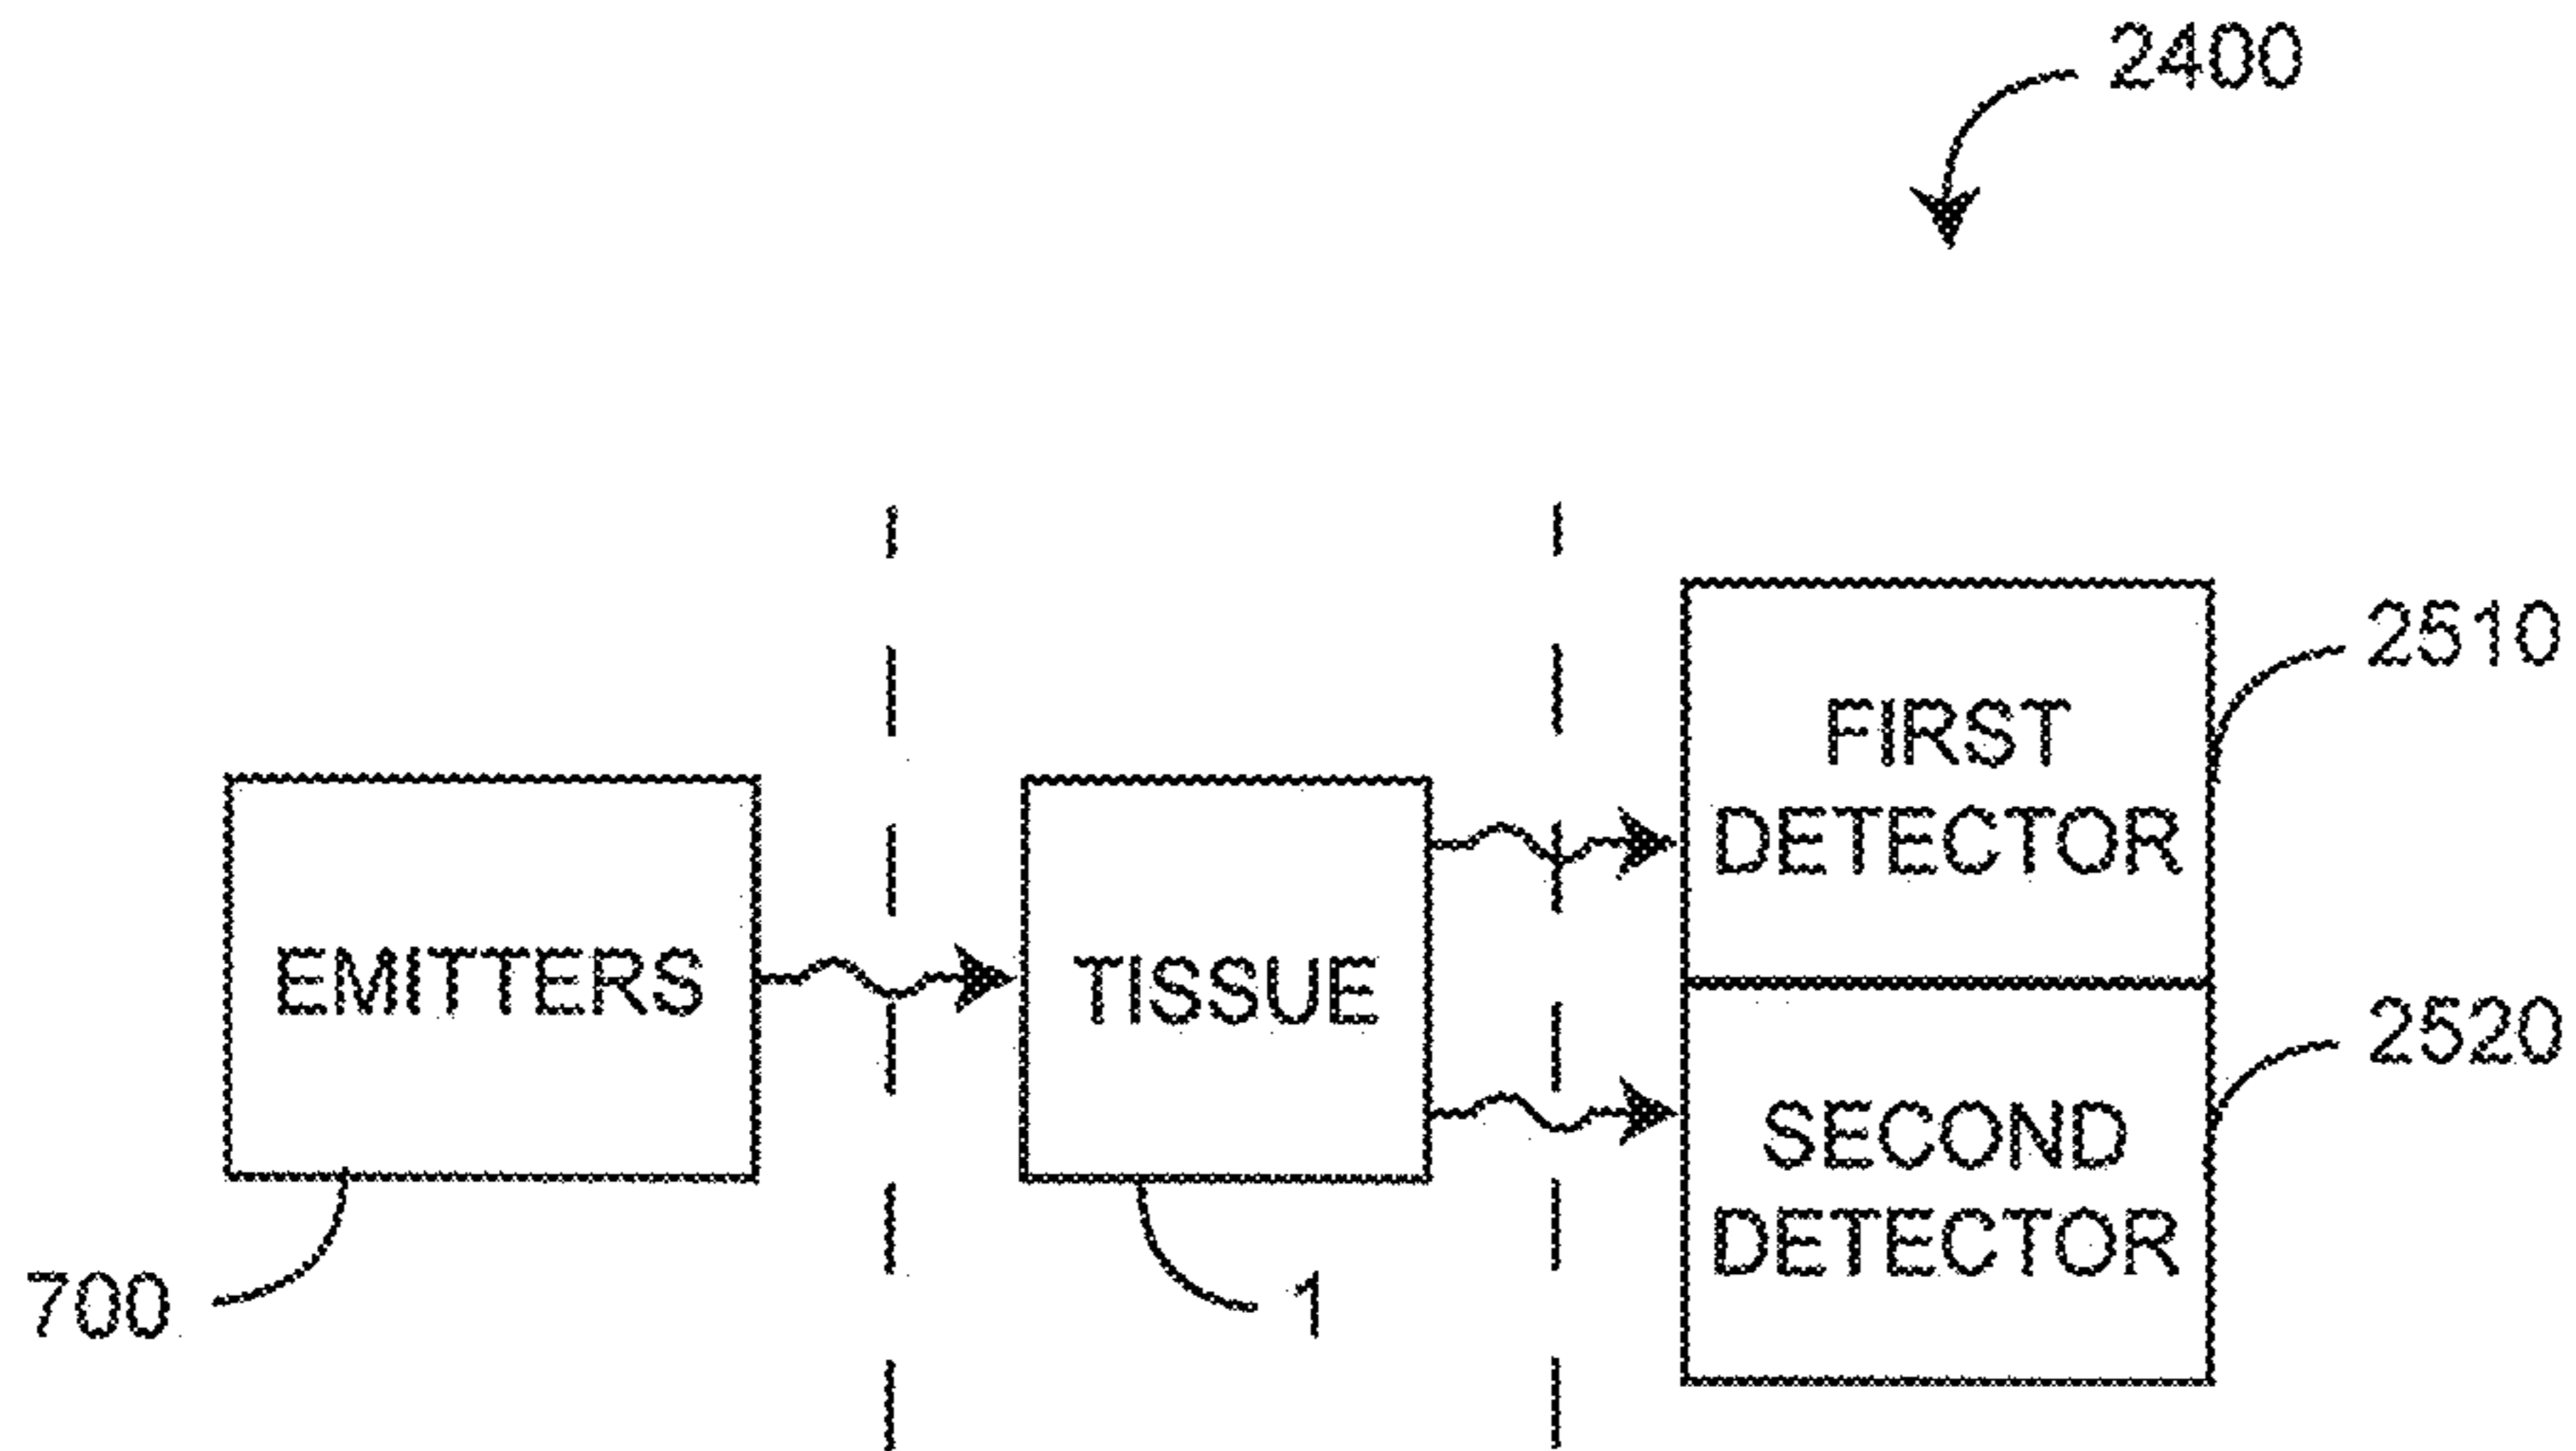 2400
2510
FIRST
DETECTOR
EMITTERS
TISSUE
2520
SECOND
DETECTOR
700
1